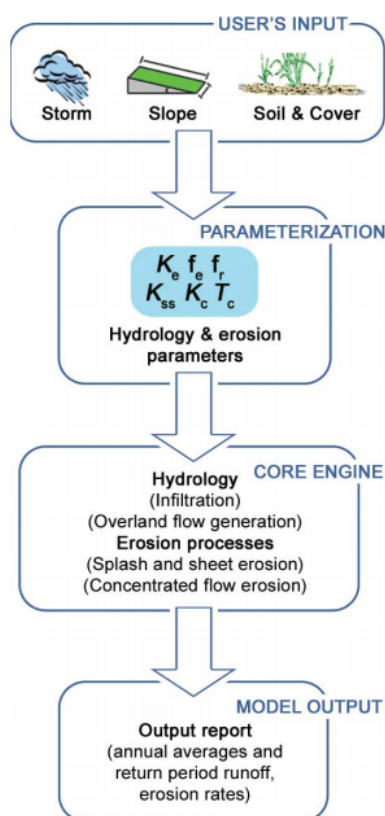 USER'S INPUT
Storm Slope Soil & Cover
PARAMETERIZATION
Ke fe fr
Kss Kc Tc
Hydrology & erosion
parameters
CORE ENGINE
Hydrology
(Infiltration)
(Overland flow generation)
Erosion processes
(Splash and sheet erosion)
(Concentrated flow erosion)
MODEL OUTPUT
Output report
(annual averages and
return period runoff,
erosion rates)